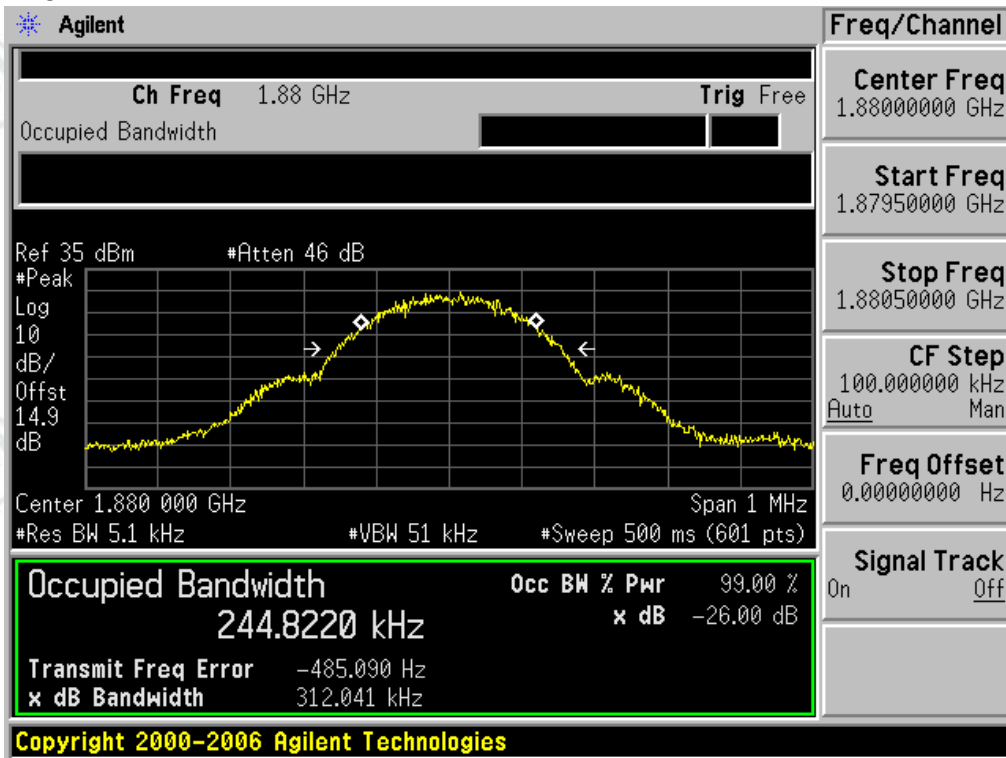 Agilent
Freq/Channel
Ch Freq 1.88 GHz Trig Free
Occupied Bandwidth
Center Freq
1.88000000 GHz
Start Freq
1.87950000 GHz
Stop Freq
1.88050000 GHz
CF Step
100.000000 kHz
Auto Man
Freq Offset
0.00000000 Hz
Signal Track
On Off
Ref 35 dBm #Atten 46 dB
#Peak
Log
10
dB/
Offst
14.9
dB
Center 1.880 000 GHz Span 1 MHz
#Res BW 5.1 kHz #VBW 51 kHz #Sweep 500 ms (601 pts)
Occupied Bandwidth Occ BW % Pwr 99.00 %
244.8220 kHz x dB -26.00 dB
Transmit Freq Error -485.090 Hz
x dB Bandwidth 312.041 kHz
Copyright 2000-2006 Agilent Technologies